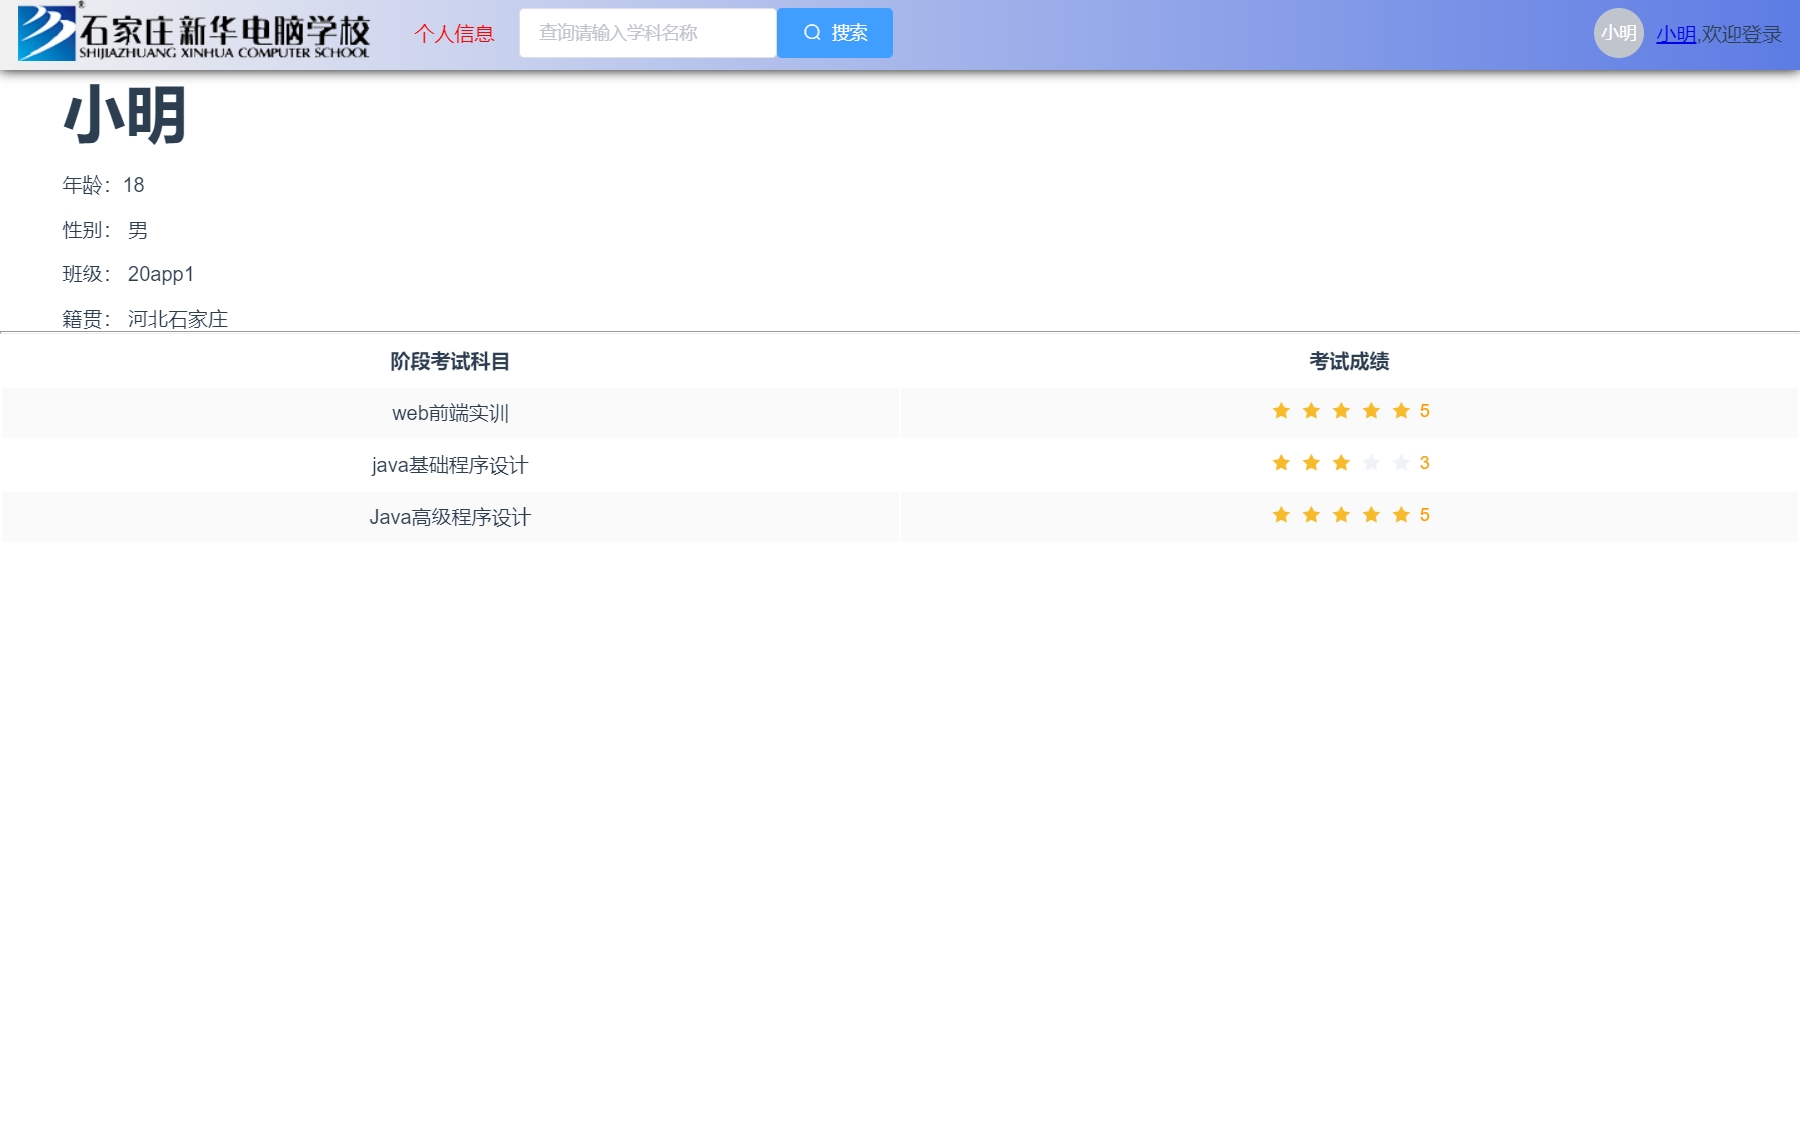 石家庄新华电脑学校®
SHIJIAZHUANG XINHUA COMPUTER SCHOOL
个人信息
查询请输入学科名称
搜索
小明
小明,欢迎登录
小明
年龄：18
性别： 男
班级： 20app1
籍贯： 河北石家庄
阶段考试科目 考试成绩
web前端实训 5
java基础程序设计 3
Java高级程序设计 5